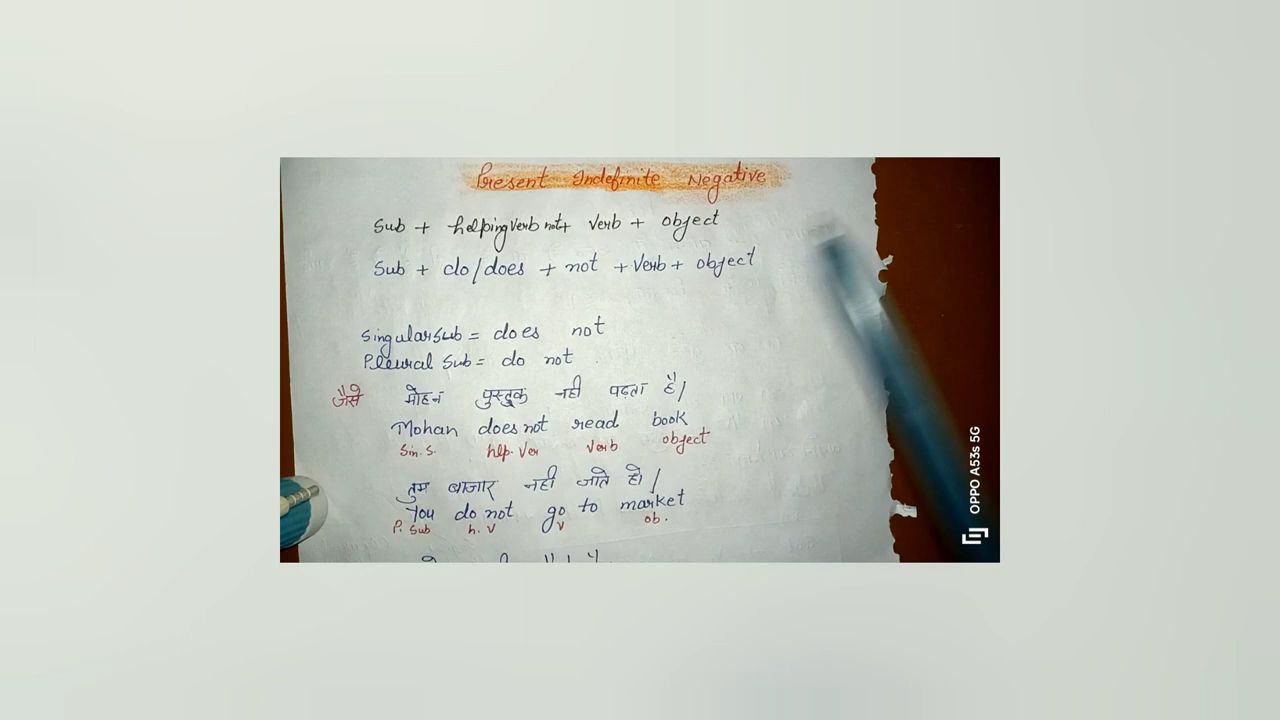 Present Indefinite Negative
Sub + helping verb not + verb + object
Sub + do/does + not + Verb + object
Singular Sub = does not
Pleural Sub = do not
जैसे मोहन पुस्तुक नही पढ़ता है/
Mohan does not read book
Sin. S. hlp. Ver Verb object
तुम बाजार नही जाते हो/
You do not go to market
P. Sub h. V v ob.
OPPO A53s 5G